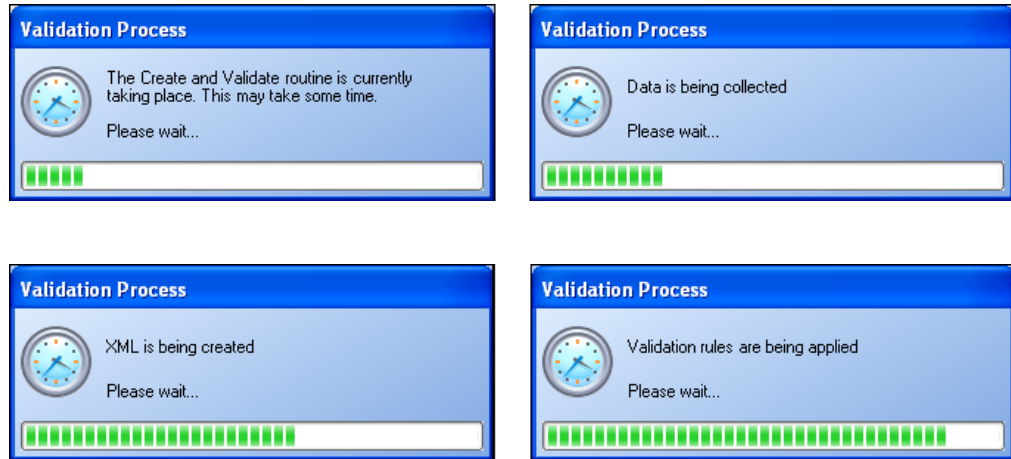 Validation Process
The Create and Validate routine is currently
taking place. This may take some time.
Please wait...
Validation Process
Data is being collected
Please wait...
Validation Process
XML is being created
Please wait...
Validation Process
Validation rules are being applied
Please wait...